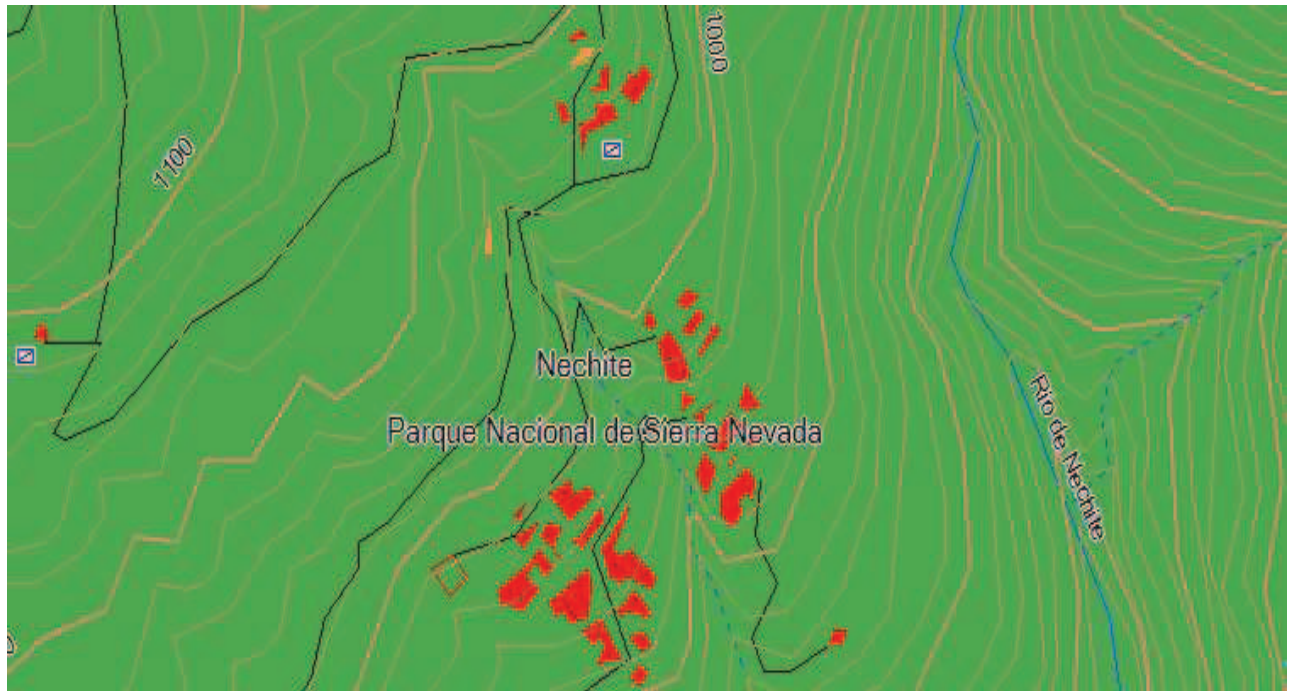 1000
1100
Nechite
Parque Nacional de Sierra Nevada
Río de Nechite